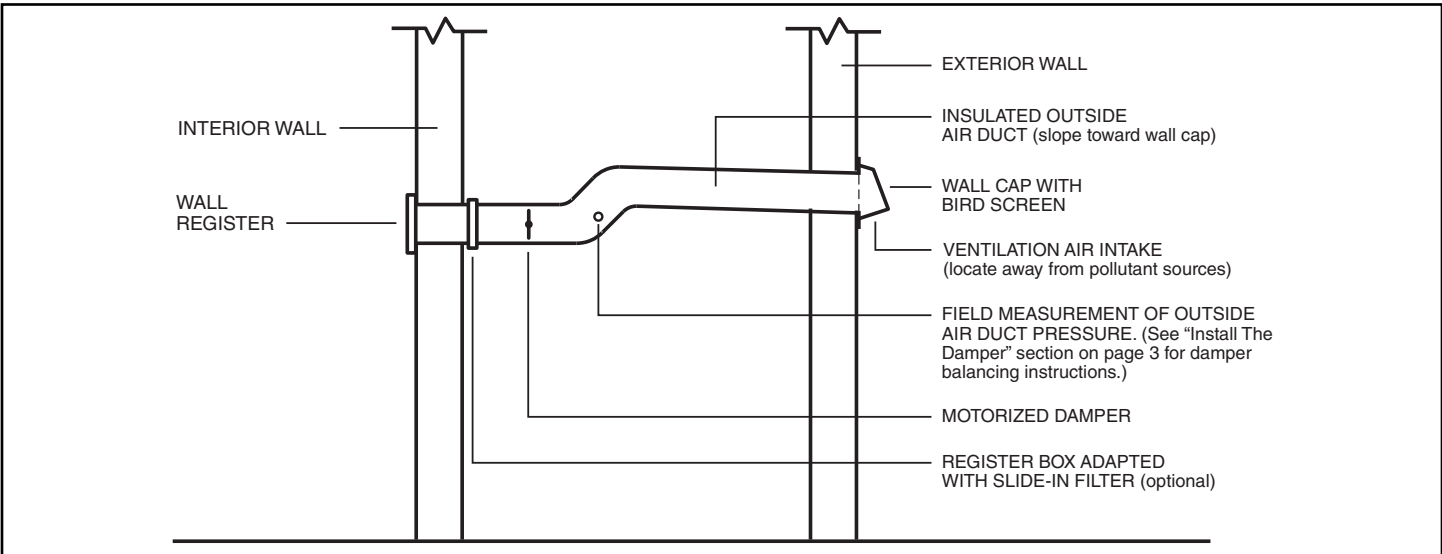 INTERIOR WALL
WALL
REGISTER
EXTERIOR WALL
INSULATED OUTSIDE
AIR DUCT (slope toward wall cap)
WALL CAP WITH
BIRD SCREEN
VENTILATION AIR INTAKE
(locate away from pollutant sources)
FIELD MEASUREMENT OF OUTSIDE
AIR DUCT PRESSURE. (See “Install The
Damper” section on page 3 for damper
balancing instructions.)
MOTORIZED DAMPER
REGISTER BOX ADAPTED
WITH SLIDE-IN FILTER (optional)